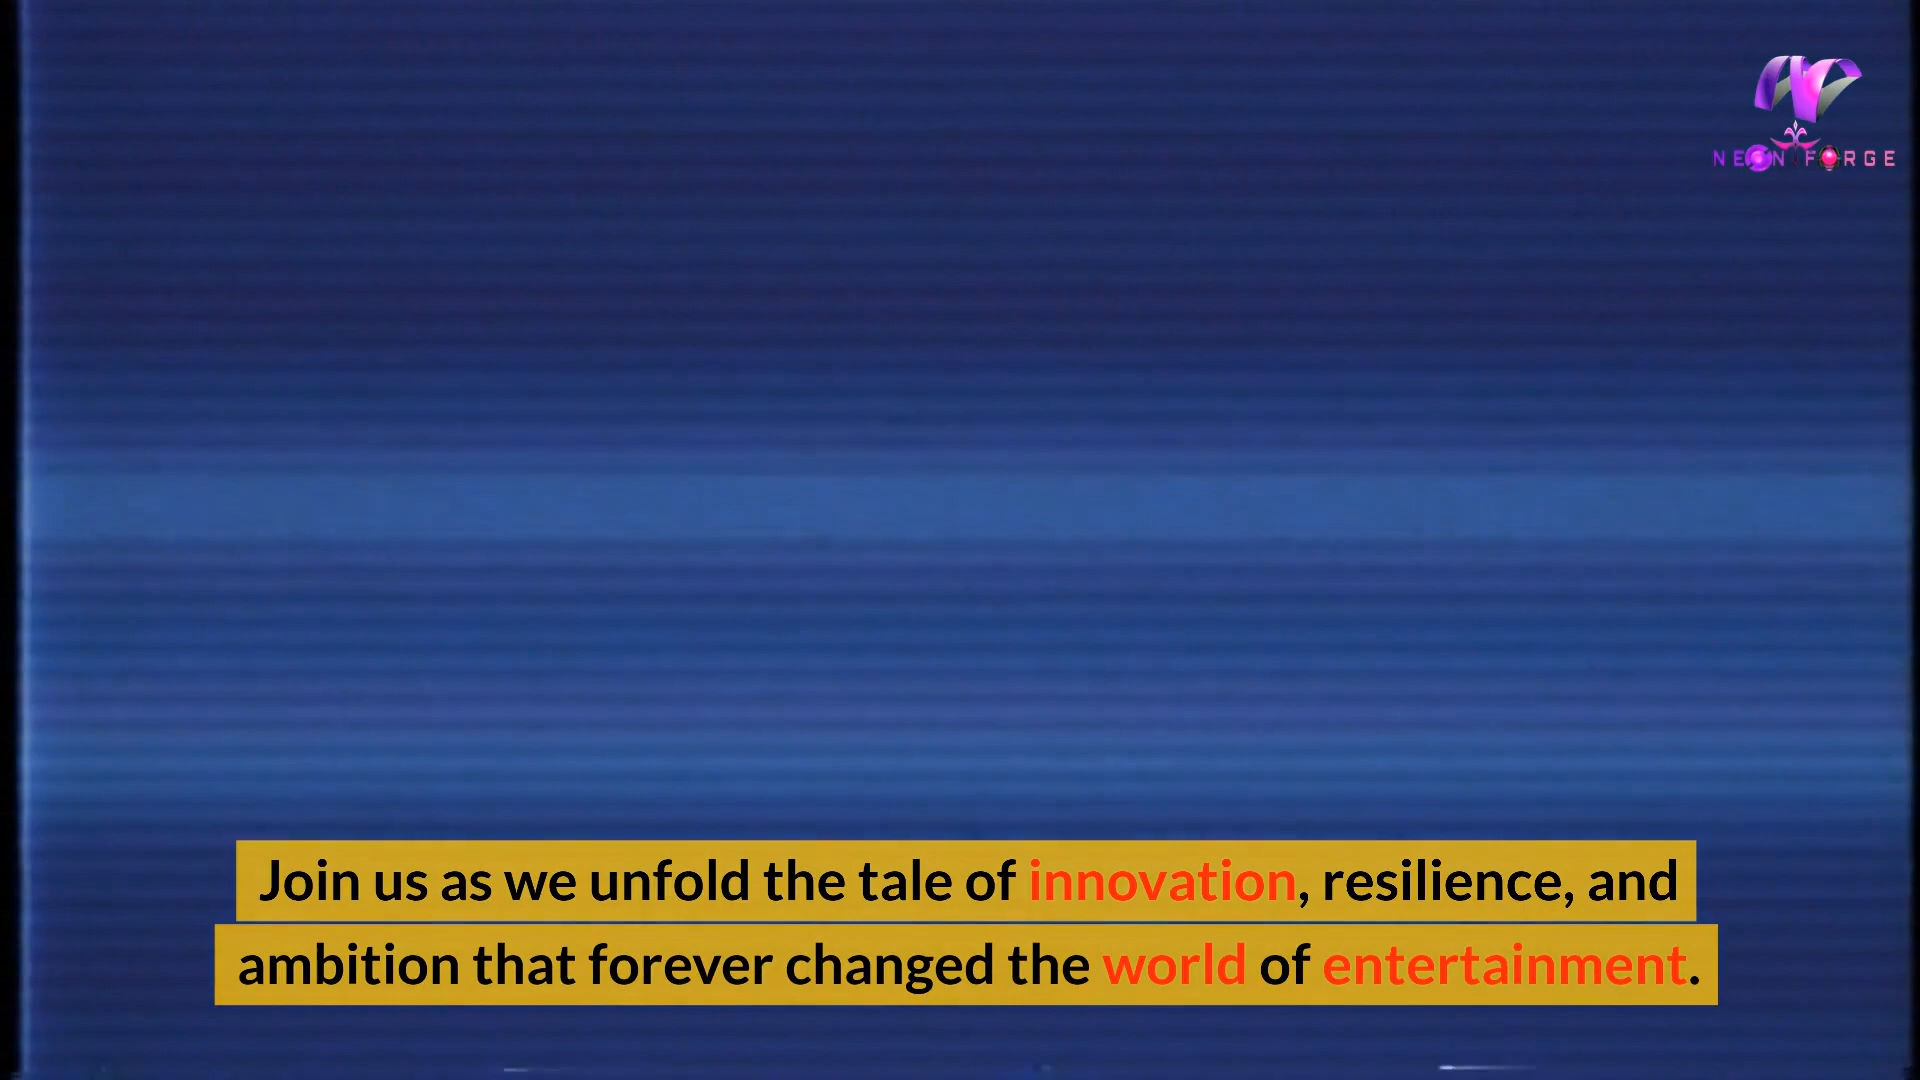 NEON FORGE
Join us as we unfold the tale of innovation, resilience, and
ambition that forever changed the world of entertainment.